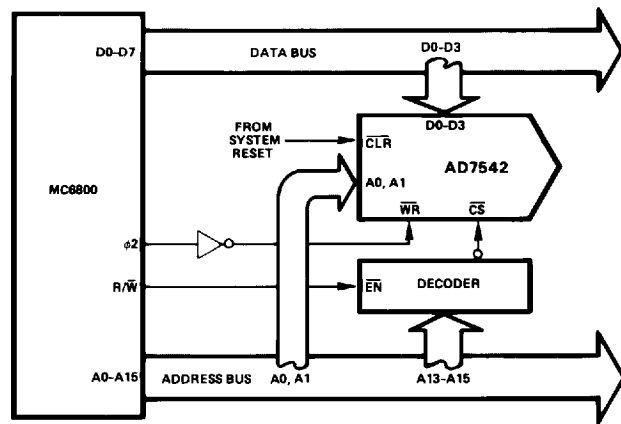 D0–D7
DATA BUS
D0–D3
D0–D3
FROM
SYSTEM
RESET
CLR
AD7542
A0, A1
MC6800
WR
CS
ϕ2
R/W
EN
DECODER
A0–A15
ADDRESS BUS
A0, A1
A13–A15